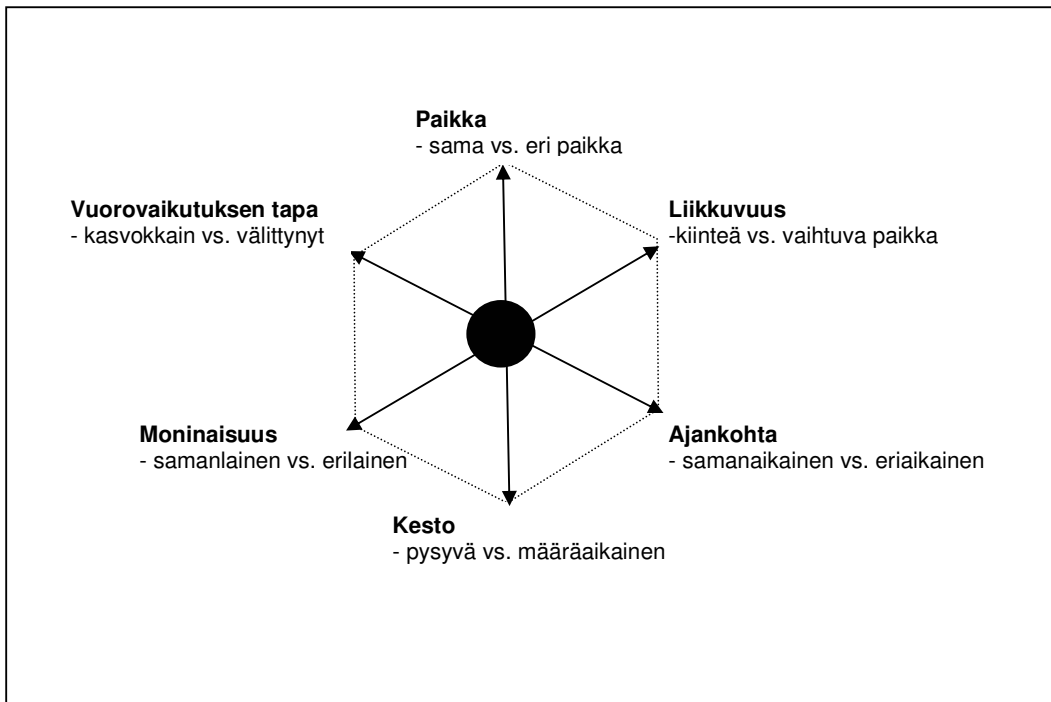 Paikka
- sama vs. eri paikka
Vuorovaikutuksen tapa
- kasvokkain vs. välittynyt
Liikkuvuus
-kiinteä vs. vaihtuva paikka
Moninaisuus
- samanlainen vs. erilainen
Ajankohta
- samanaikainen vs. eriaikainen
Kesto
- pysyvä vs. määräaikainen